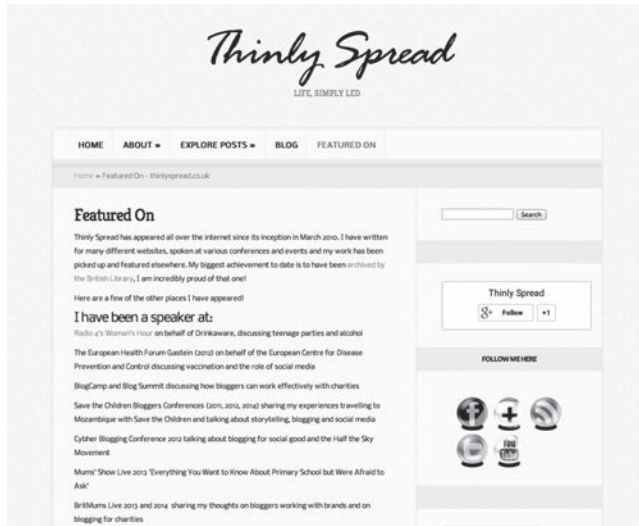 Thinly Spread
LIFE, SIMPLY LED
HOME ABOUT » EXPLORE POSTS » BLOG FEATURED ON
Home » Featured On - thinlyspread.co.uk
Featured On
Thinly Spread has appeared all over the internet since its inception in March 2010. I have written
for many different websites, spoken at various conferences and events and my work has been
picked up and featured elsewhere. My biggest achievement to date is to have been archived by
the British Library, I am incredibly proud of that one!
Here are a few of the other places I have appeared!
I have been a speaker at:
Radio 4's Woman's Hour on behalf of Drinkaware, discussing teenage parties and alcohol
The European Health Forum Gastein (2012) on behalf of the European Centre for Disease
Prevention and Control discussing vaccination and the role of social media
BlogCamp and Blog Summit discussing how bloggers can work effectively with charities
Save the Children Bloggers Conferences (2011, 2012, 2014) sharing my experiences travelling to
Mozambique with Save the Children and talking about storytelling, blogging and social media
Cybher Blogging Conference 2012 talking about blogging for social good and the Half the Sky
Movement
Mums' Show Live 2013 'Everything You Want to Know About Primary School but Were Afraid to
Ask'
BritMums Live 2013 and 2014 sharing my thoughts on bloggers working with brands and on
blogging for charities
Search
Thinly Spread
g+ Follow +1
FOLLOW ME HERE
You
Tube